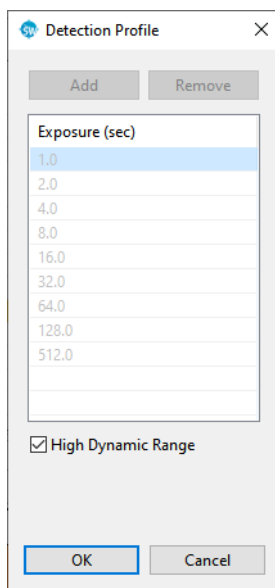 SW Detection Profile
Add Remove
Exposure (sec)
1.0
2.0
4.0
8.0
16.0
32.0
64.0
128.0
512.0
High Dynamic Range
OK Cancel